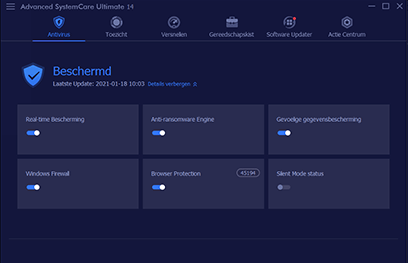 Advanced SystemCare Ultimate 14
Antivirus Toezicht Versnellen Gereedschapskist Software Updater Actie Centrum
Beschermd
Laatste Update: 2021-01-18 10:03 Details verbergen
Real-time Bescherming Anti-ransomware Engine Gevoelige gegevensbescherming
Windows Firewall Browser Protection 45194 Silent Mode status